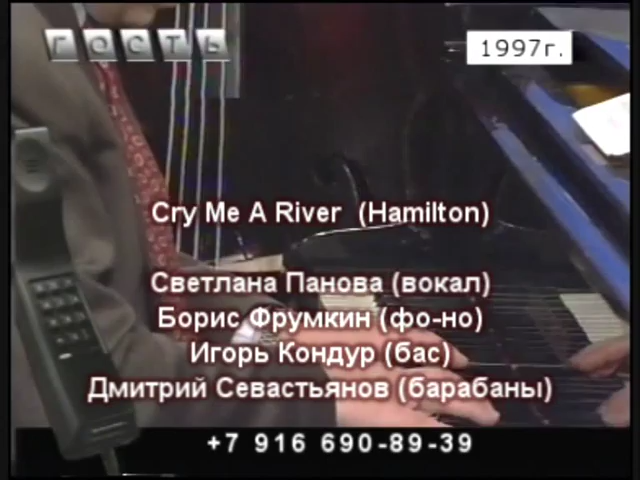 ГОСТЬ
1997г.
Cry Me A River (Hamilton)
Светлана Панова (вокал)
Борис Фрумкин (фо-но)
Игорь Кондур (бас)
Дмитрий Севастьянов (барабаны)
+7 916 690-89-39